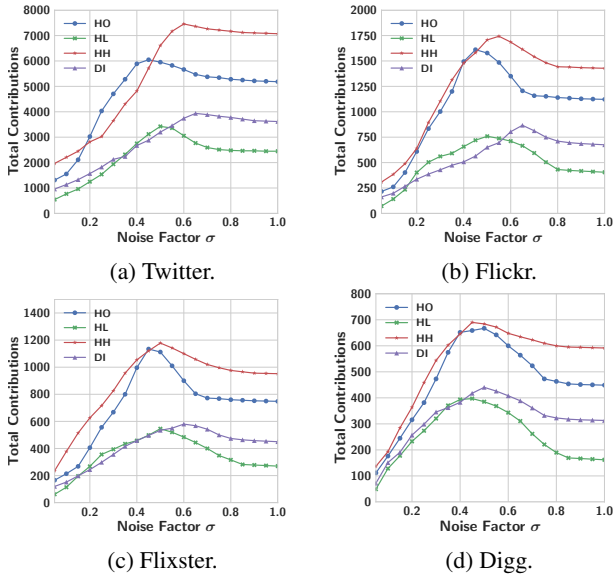 8000
7000
6000
5000
4000
3000
2000
1000
0
Total Contributions
HO
HL
HH
DI
0.2 0.4 0.6 0.8 1.0
Noise Factor σ
(a) Twitter.
2000
1750
1500
1250
1000
750
500
250
0
Total Contributions
HO
HL
HH
DI
0.2 0.4 0.6 0.8 1.0
Noise Factor σ
(b) Flickr.
1400
1200
1000
800
600
400
200
0
Total Contributions
HO
HL
HH
DI
0.2 0.4 0.6 0.8 1.0
Noise Factor σ
(c) Flixster.
800
700
600
500
400
300
200
100
0
Total Contributions
HO
HL
HH
DI
0.2 0.4 0.6 0.8 1.0
Noise Factor σ
(d) Digg.